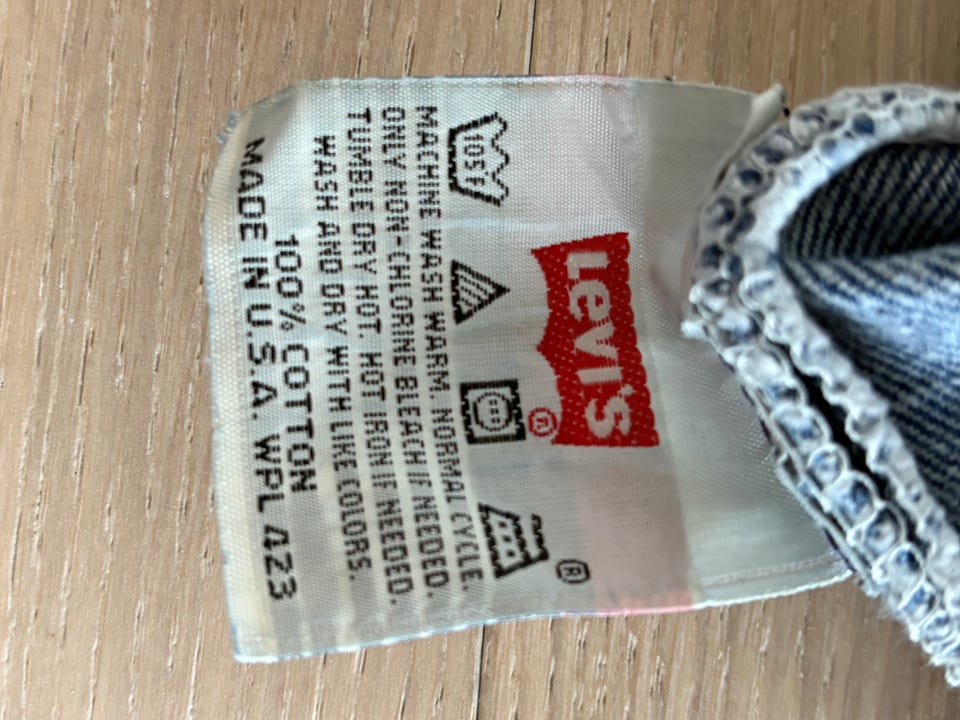 Levi's ®
®
105F
MACHINE WASH WARM. NORMAL CYCLE.
ONLY NON-CHLORINE BLEACH IF NEEDED.
TUMBLE DRY HOT. HOT IRON IF NEEDED.
WASH AND DRY WITH LIKE COLORS.
100% COTTON
MADE IN U.S.A. WPL 423